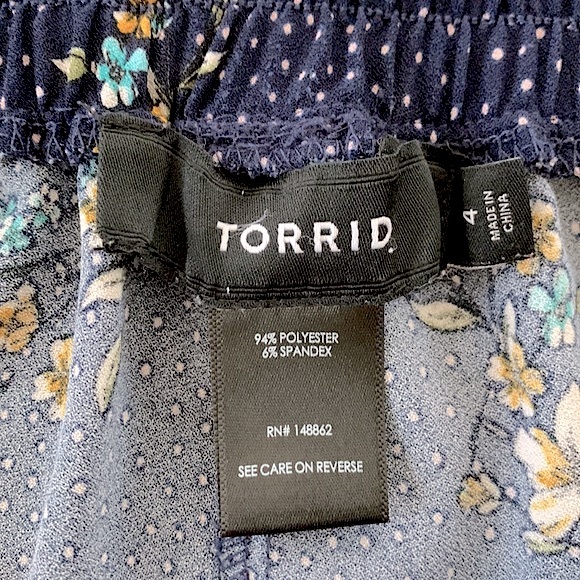 TORRID
4
MADE IN
CHINA
94% POLYESTER
6% SPANDEX
RN# 148862
SEE CARE ON REVERSE